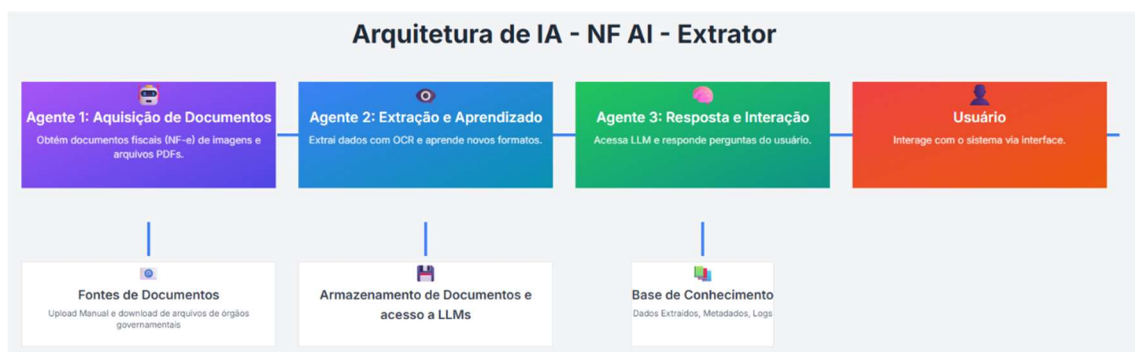 Arquitetura de IA - NF AI - Extrator
Agente 1: Aquisição de Documentos
Obtém documentos fiscais (NF-e) de imagens e
arquivos PDFs.
Agente 2: Extração e Aprendizado
Extrai dados com OCR e aprende novos formatos.
Agente 3: Resposta e Interação
Acessa LLM e responde perguntas do usuário.
Usuário
Interage com o sistema via interface.
Fontes de Documentos
Upload Manual e download de arquivos de órgãos
governamentais
Armazenamento de Documentos e
acesso a LLMs
Base de Conhecimento
Dados Extraídos, Metadados, Logs